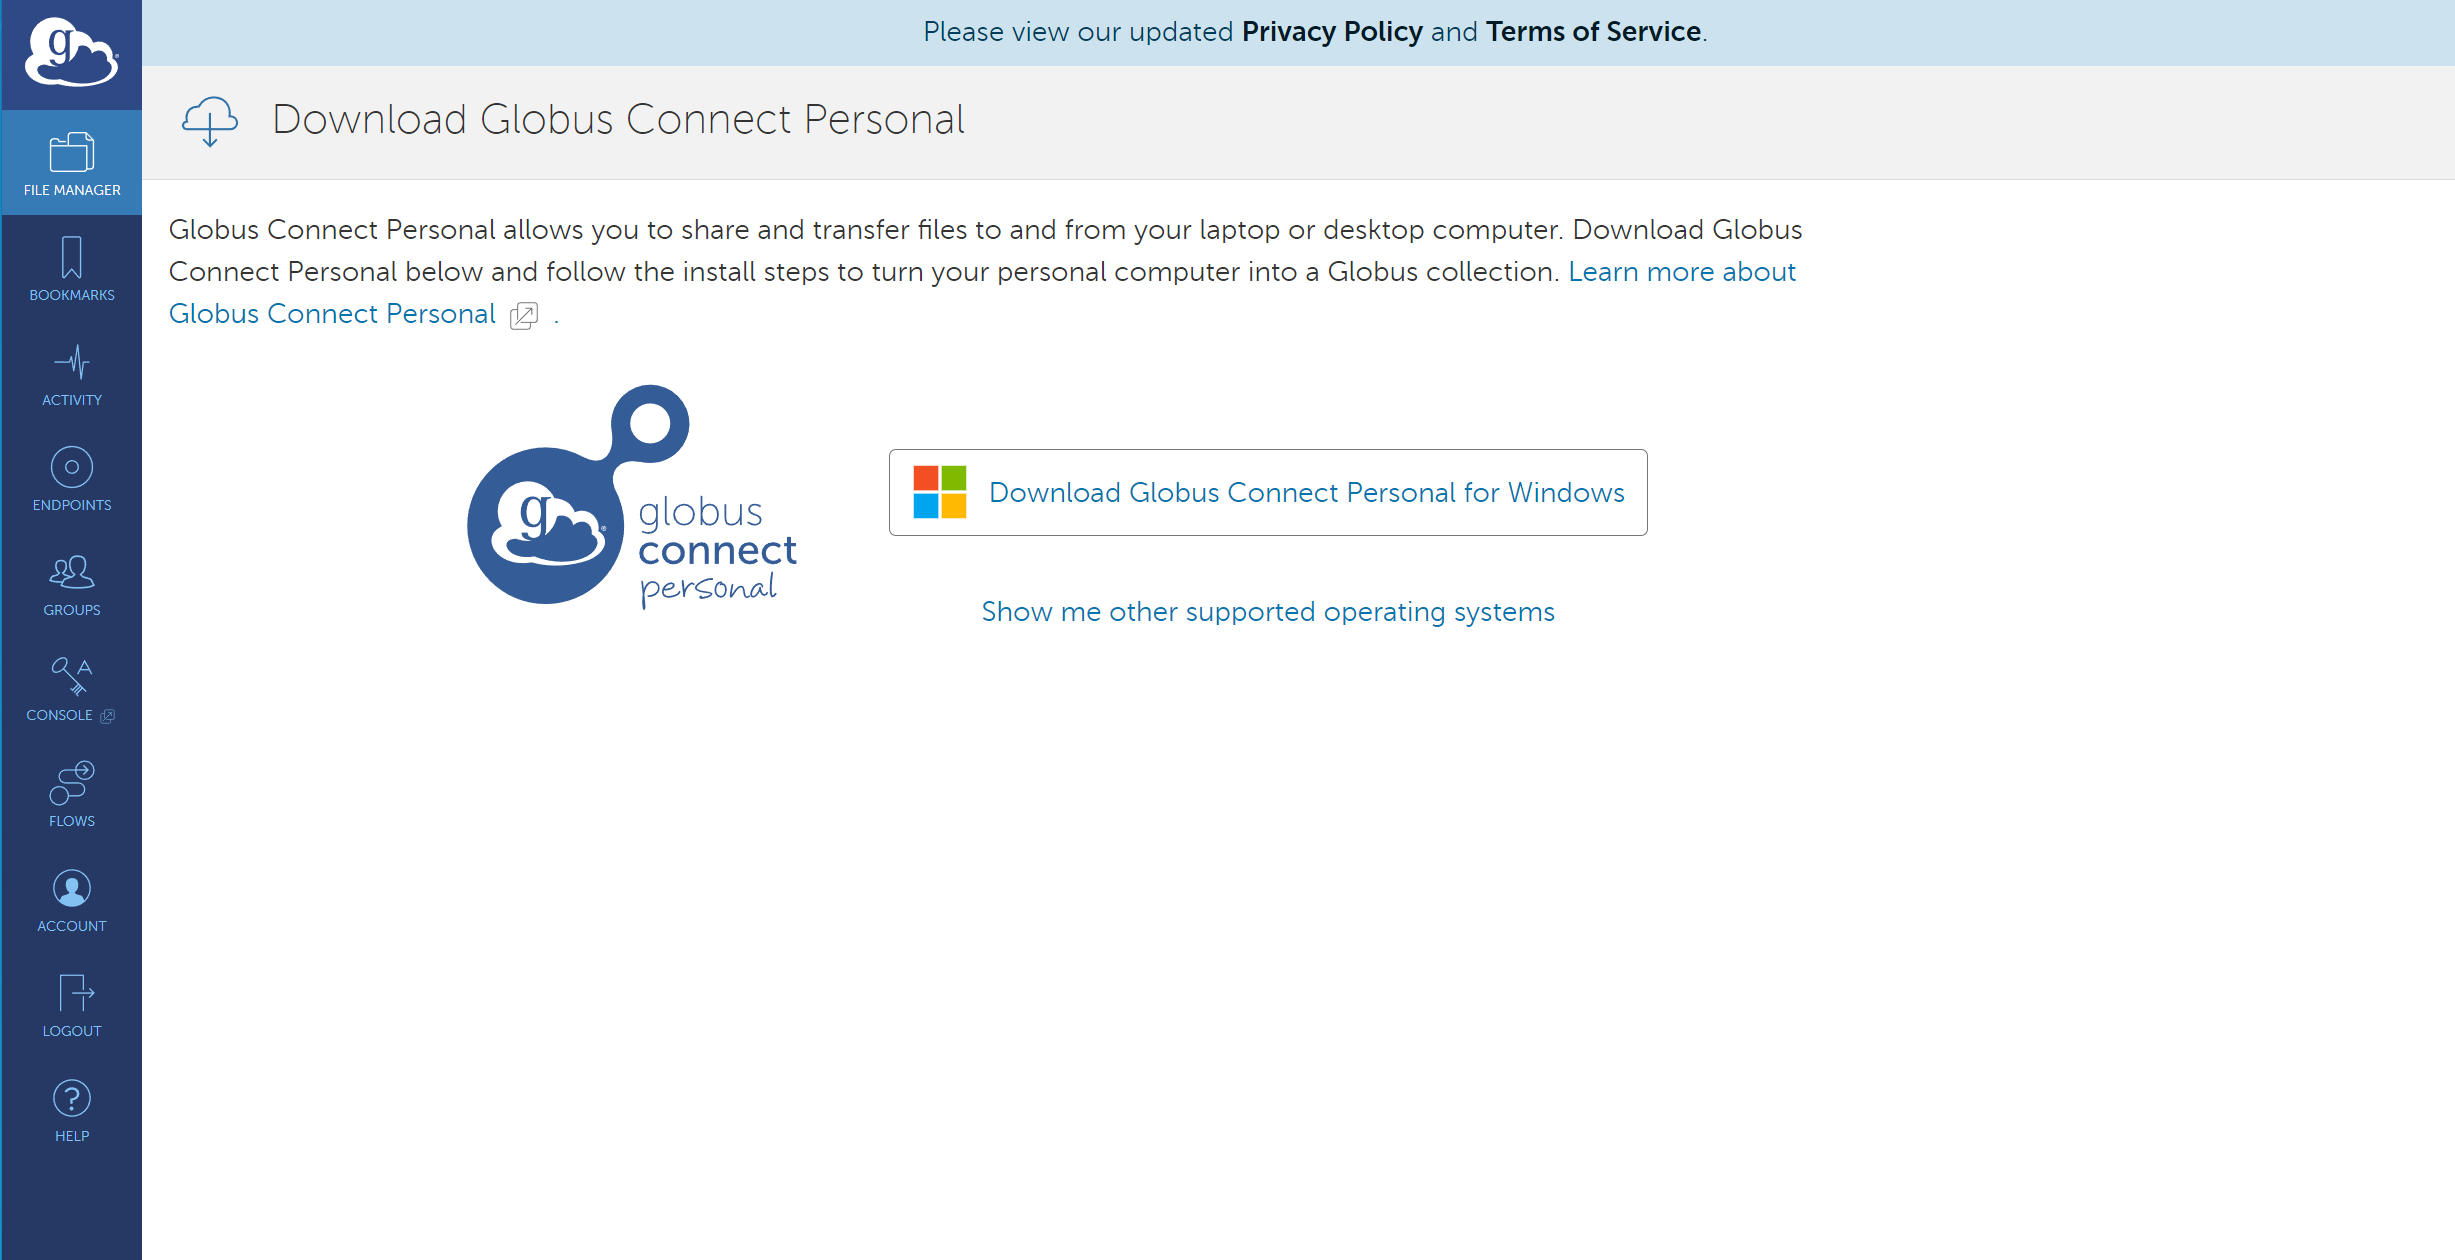 g
Please view our updated Privacy Policy and Terms of Service.
Download Globus Connect Personal
FILE MANAGER
BOOKMARKS
ACTIVITY
ENDPOINTS
GROUPS
A
CONSOLE
FLOWS
ACCOUNT
LOGOUT
?
HELP
Globus Connect Personal allows you to share and transfer files to and from your laptop or desktop computer. Download Globus
Connect Personal below and follow the install steps to turn your personal computer into a Globus collection. Learn more about
Globus Connect Personal .
g
globus
connect
personal
Download Globus Connect Personal for Windows
Show me other supported operating systems